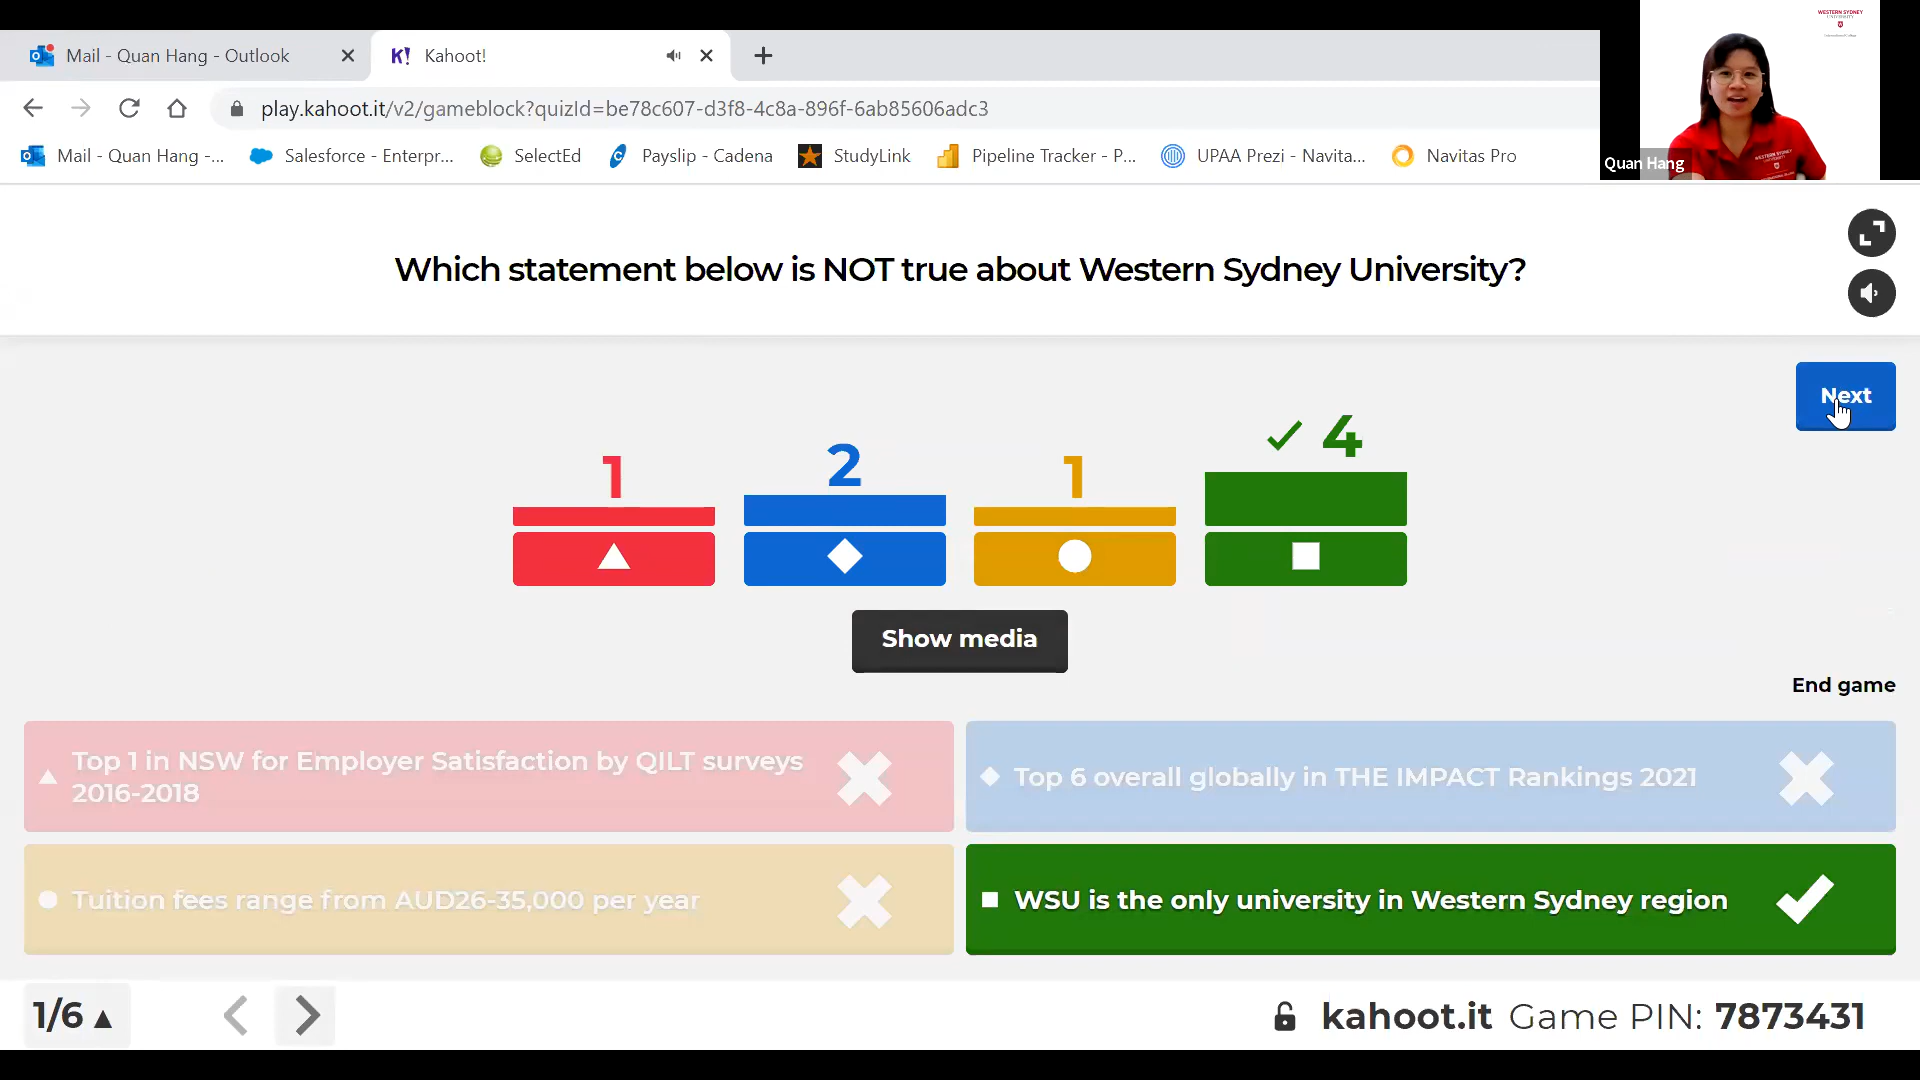 Mail - Quan Hang - Outlook
K! Kahoot!
play.kahoot.it/v2/gameblock?quizId=be78c607-d3f8-4c8a-896f-6ab85606adc3
Mail - Quan Hang -...
Salesforce - Enterpr...
SelectEd
Payslip - Cadena
StudyLink
Pipeline Tracker - P...
UPAA Prezi - Navita...
Navitas Pro
WESTERN SYDNEY
UNIVERSITY
Quan Hang
Which statement below is NOT true about Western Sydney University?
Next
1
2
1
4
Show media
End game
Top 1 in NSW for Employer Satisfaction by QILT surveys
2016-2018
Top 6 overall globally in THE IMPACT Rankings 2021
Tuition fees range from AUD26-35,000 per year
WSU is the only university in Western Sydney region
1/6
kahoot.it Game PIN: 7873431